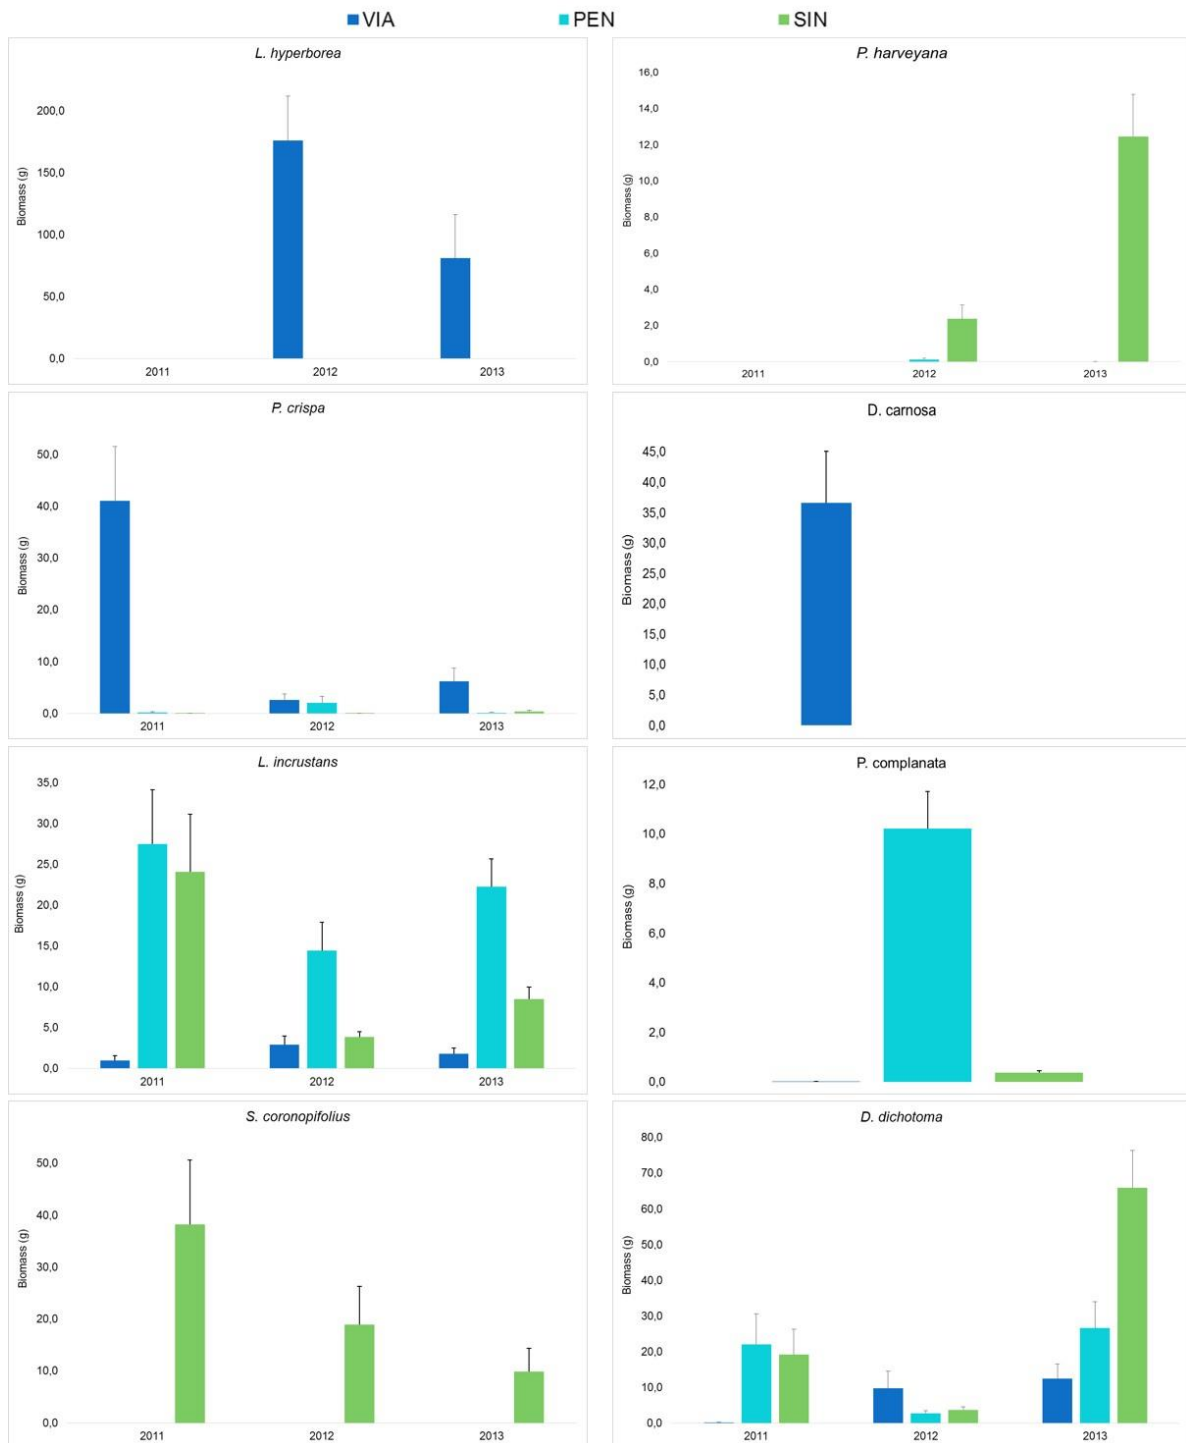 VIA PEN SIN
L. hyperborea
Biomass (g)
200,0
150,0
100,0
50,0
0,0
2011 2012 2013
P. harveyana
Biomass (g)
16,0
14,0
12,0
10,0
8,0
6,0
4,0
2,0
0,0
2011 2012 2013
P. crispa
Biomass (g)
50,0
40,0
30,0
20,0
10,0
0,0
2011 2012 2013
D. carnosa
Biomass (g)
45,0
40,0
35,0
30,0
25,0
20,0
15,0
10,0
5,0
0,0
L. incrustans
Biomass (g)
35,0
30,0
25,0
20,0
15,0
10,0
5,0
0,0
2011 2012 2013
P. complanata
Biomass (g)
12,0
10,0
8,0
6,0
4,0
2,0
0,0
S. coronopifolius
Biomass (g)
50,0
40,0
30,0
20,0
10,0
0,0
2011 2012 2013
D. dichotoma
Biomass (g)
80,0
70,0
60,0
50,0
40,0
30,0
20,0
10,0
0,0
2011 2012 2013